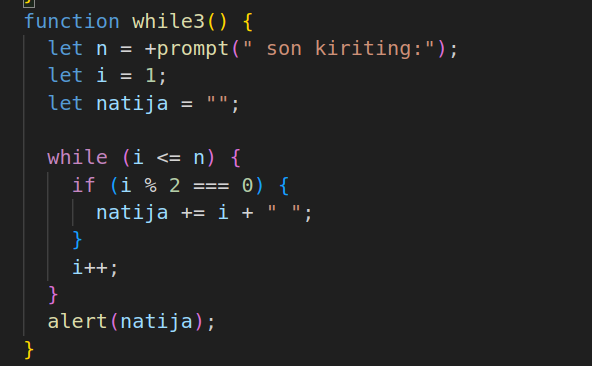 function while3() {
  let n = +prompt(" son kiriting:");
  let i = 1;
  let natija = "";

  while (i <= n) {
    if (i % 2 === 0) {
      natija += i + " ";
    }
    i++;
  }
  alert(natija);
}